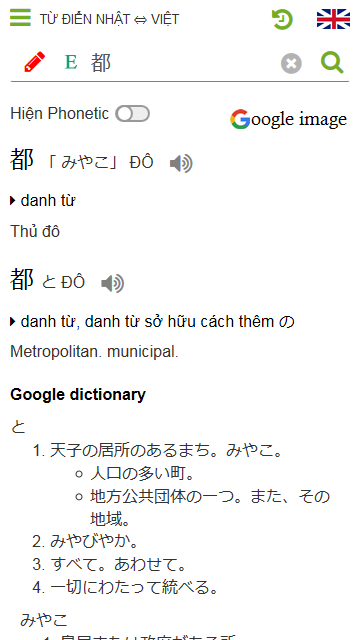 TỪ ĐIỂN NHẬT ⇔ VIỆT
E 都
Hiện Phonetic
Google image
都 「 みやこ」 ĐÔ
danh từ
Thủ đô
都 と ĐÔ
danh từ, danh từ sở hữu cách thêm の
Metropolitan. municipal.
Google dictionary
と
1. 天子の居所のあるまち。みやこ。
人口の多い町。
地方公共団体の一つ。また、その
地域。
2. みやびやか。
3. すべて。あわせて。
4. 一切にわたって統べる。
みやこ